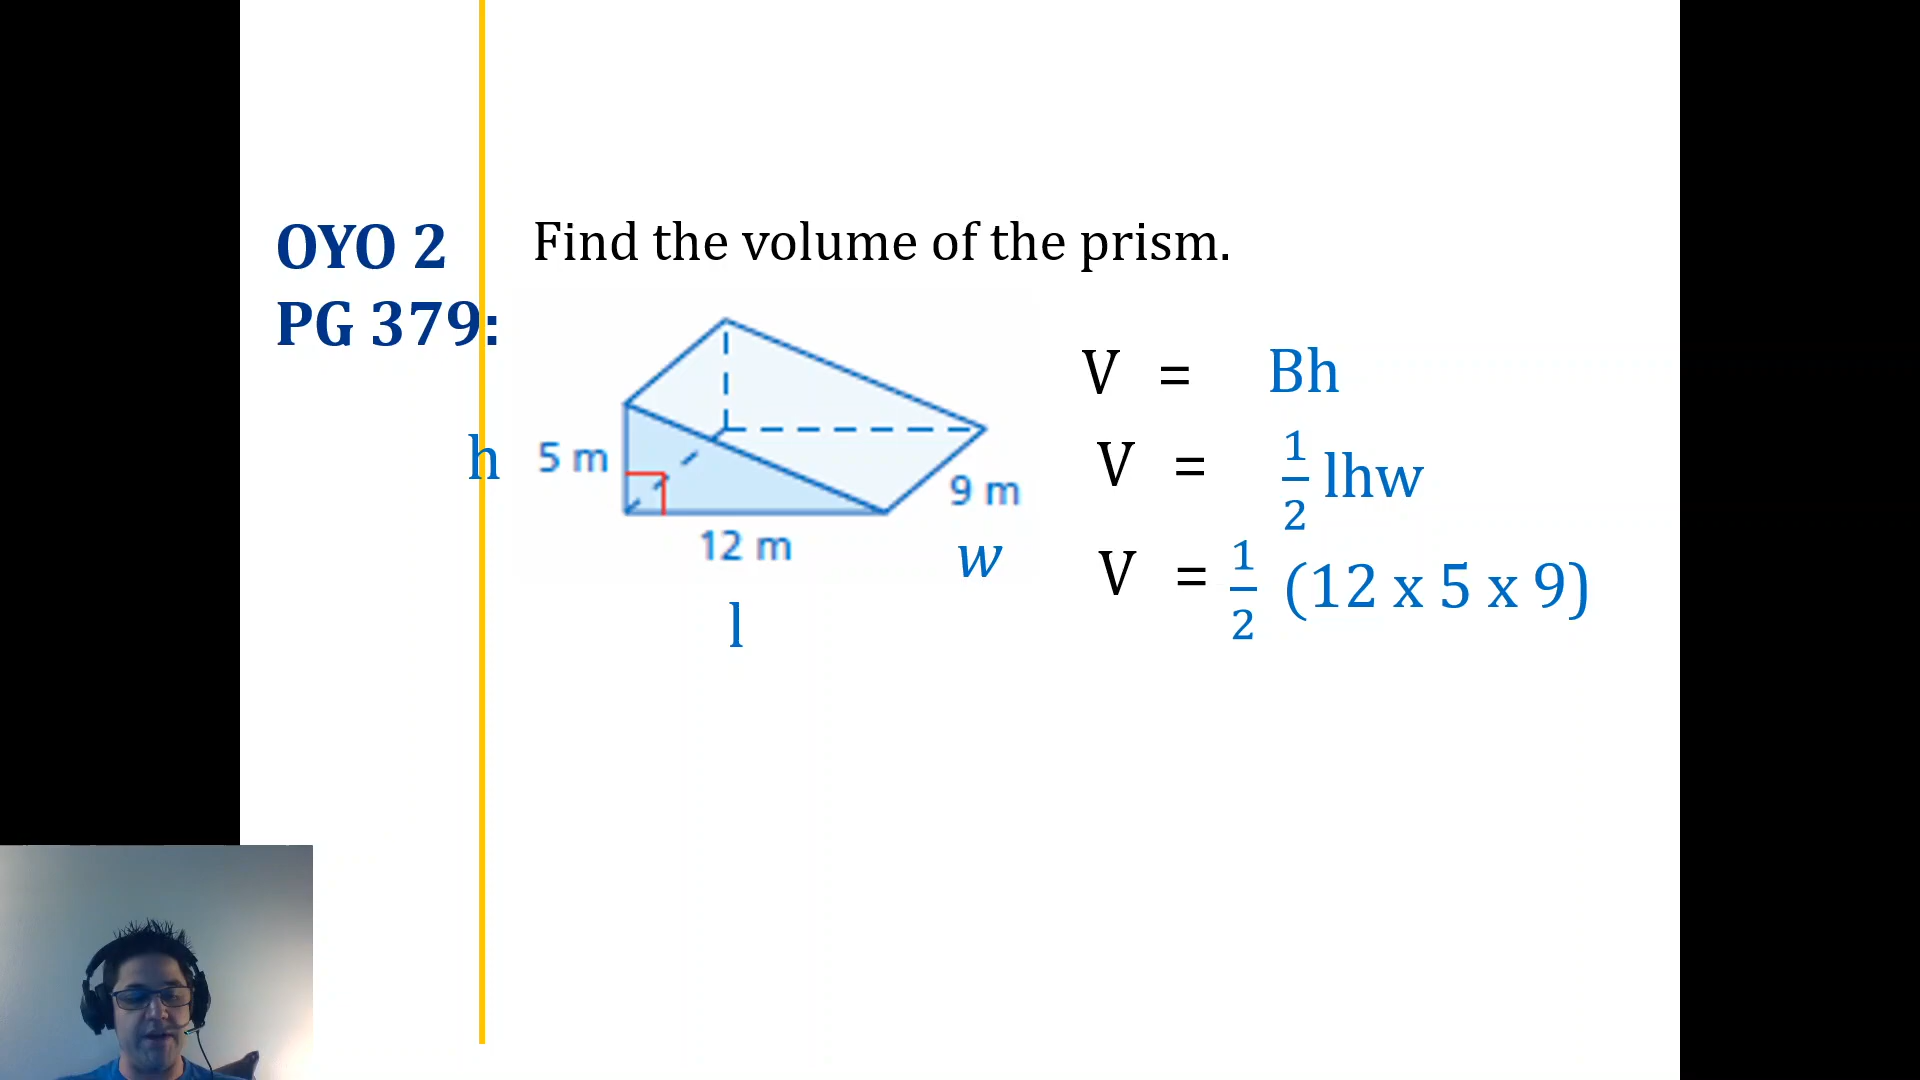 OYO 2
PG 379:
Find the volume of the prism.
h
5 m
12 m
9 m
w
l
V = Bh
V = 1/2 lhw
V = 1/2 (12 x 5 x 9)